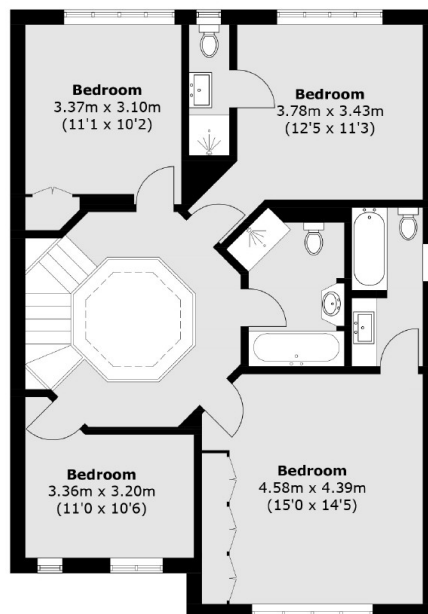 Bedroom
3.37m x 3.10m
(11'1 x 10'2)
Bedroom
3.78m x 3.43m
(12'5 x 11'3)
Bedroom
3.36m x 3.20m
(11'0 x 10'6)
Bedroom
4.58m x 4.39m
(15'0 x 14'5)